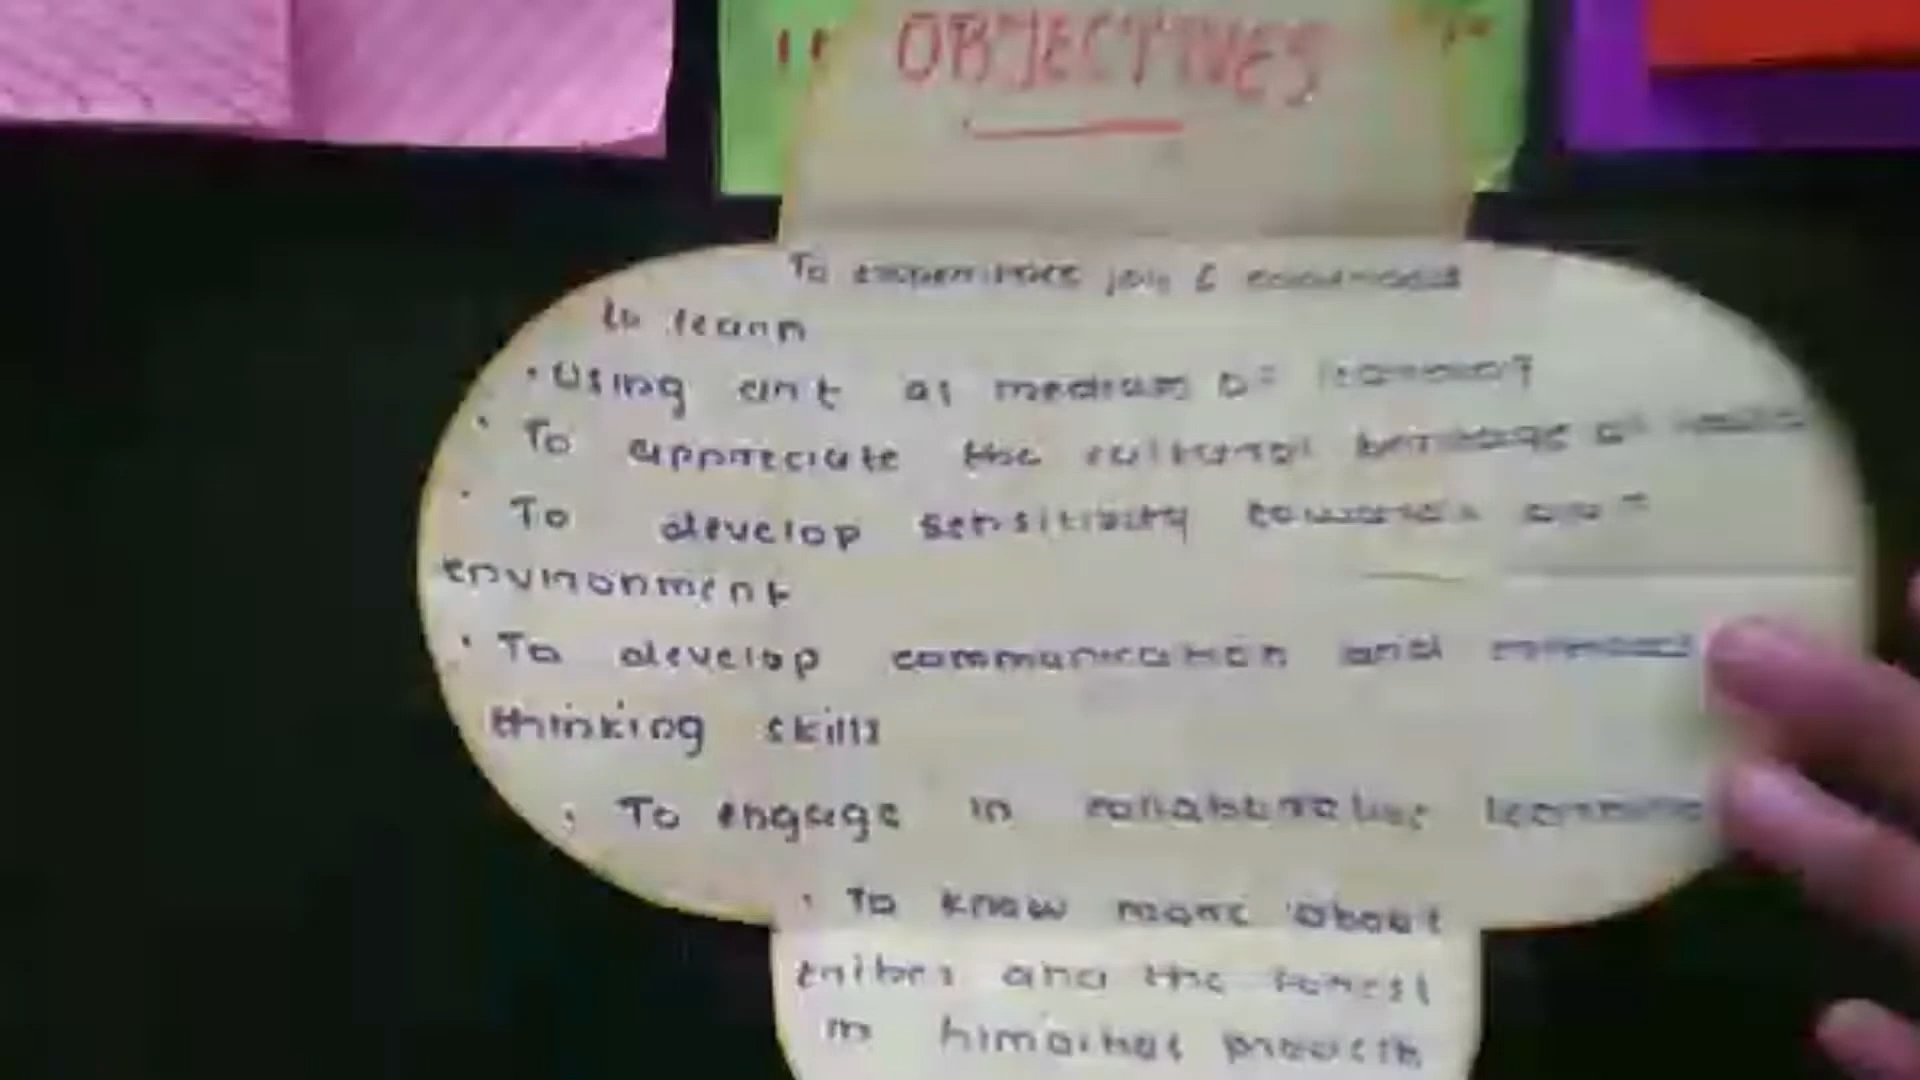 " OBJECTIVES "
To experience joy &
to learn
• Using art as medium of learning
• To appreciate the cultural heritage of
• To develop sensitivity towards our
environment
• To develop communication and
thinking skills
• To engage in collaborative learning
• To know more about
tribes and the forest
in himachal pradesh